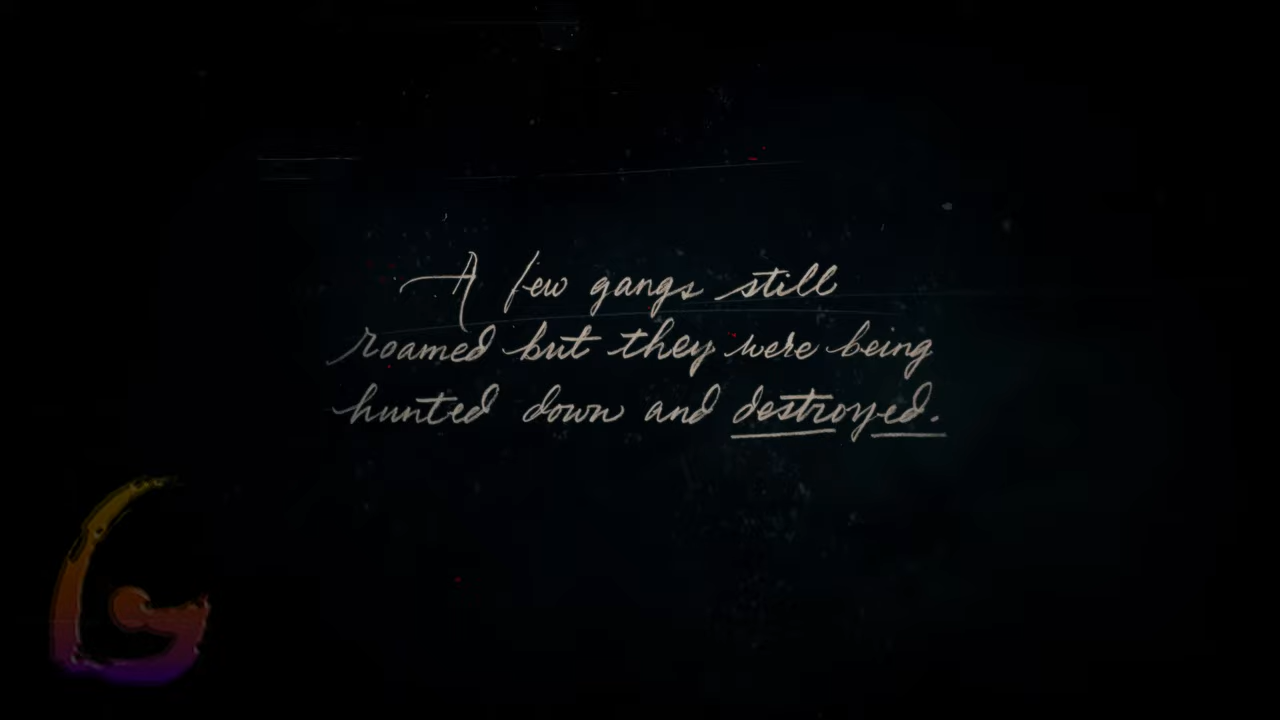 A few gangs still
roamed but they were being
hunted down and destroyed.
G